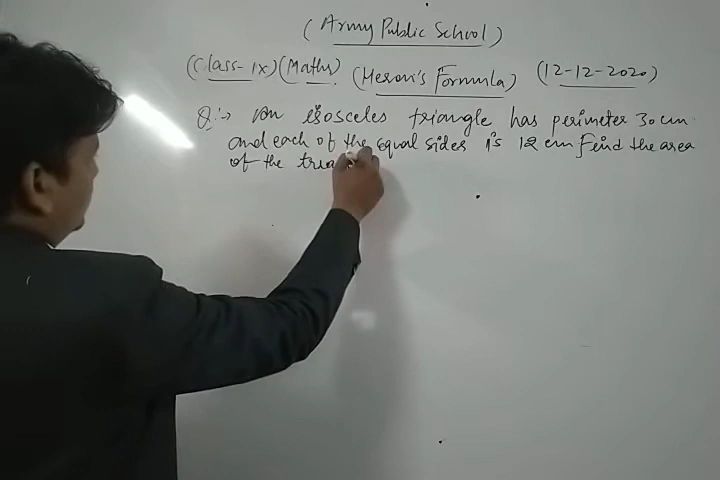 (Army Public School)
(Class-IX) (Maths) (Heron's Formula) (12-12-2020)
Q:→ An isosceles triangle has perimeter 30 cm
and each of the equal sides is 12 cm Find the area
of the tria